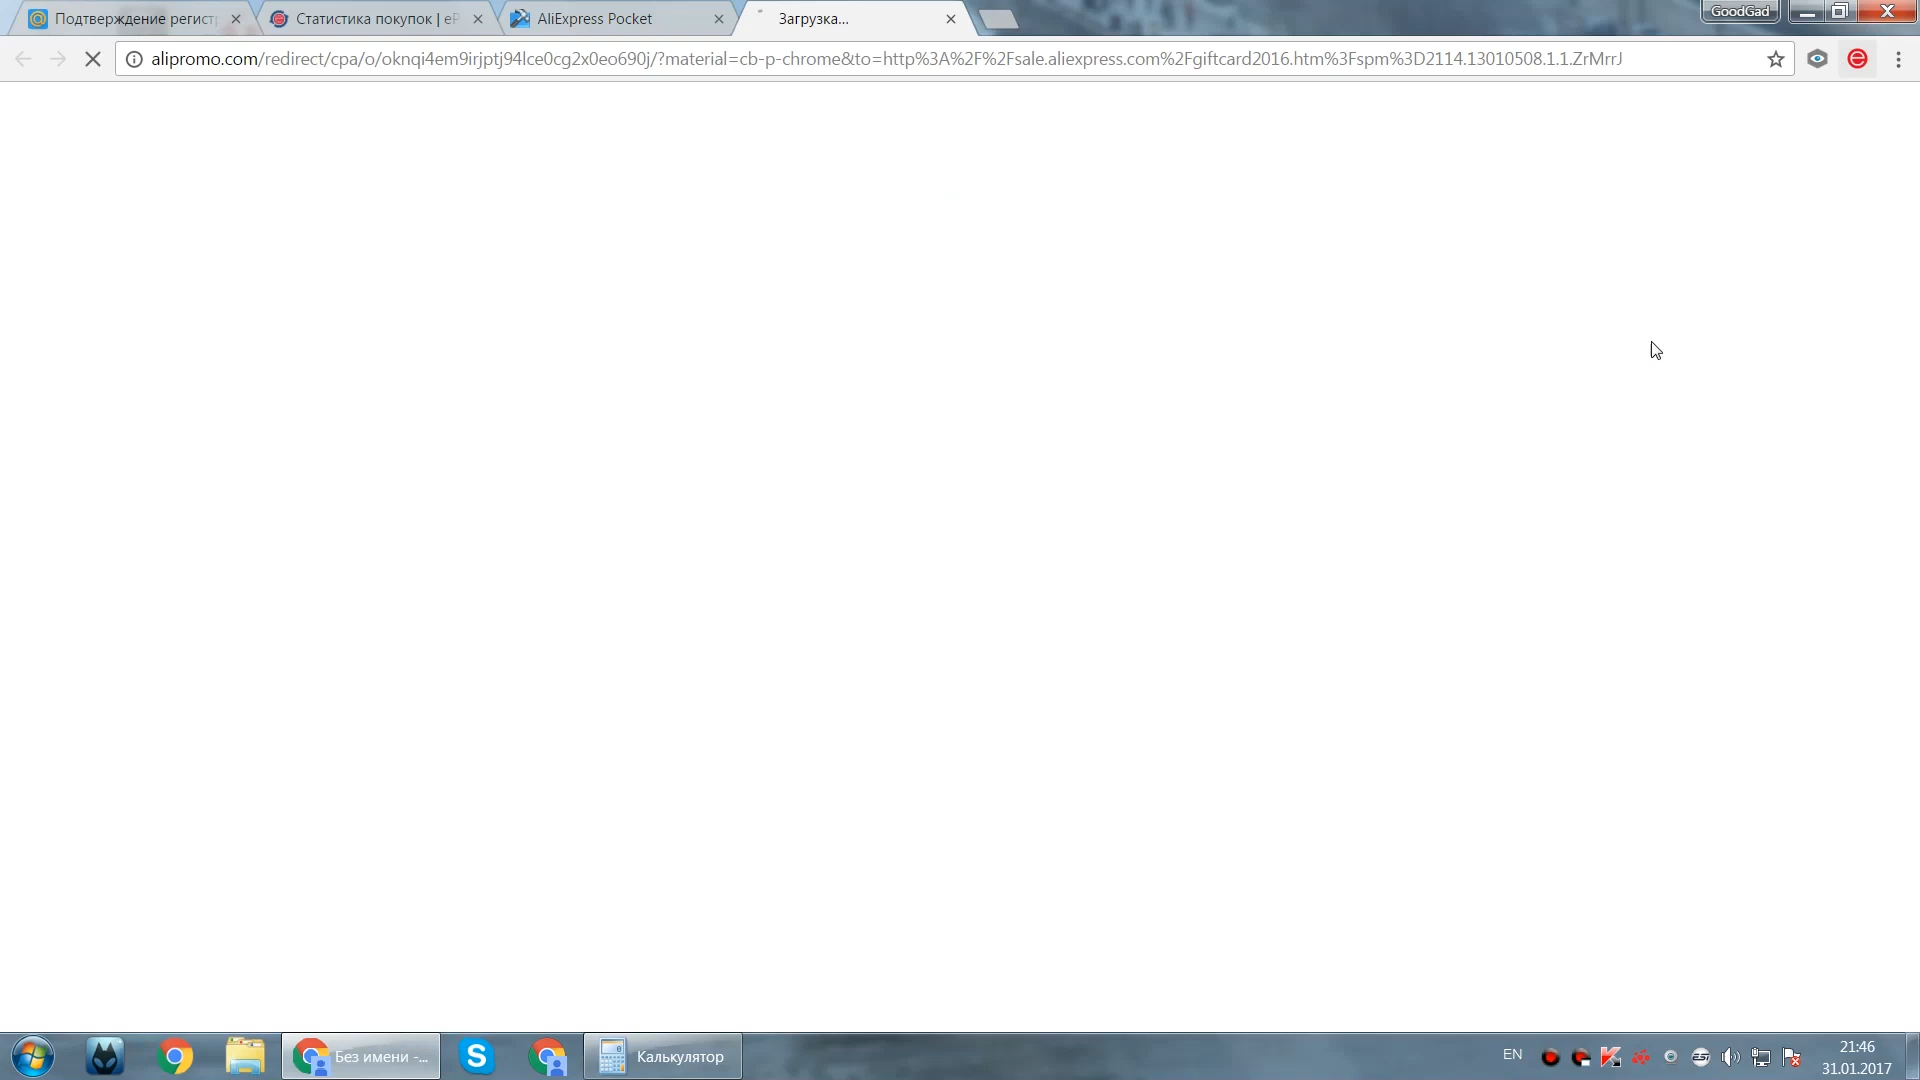 Подтверждение регист
Статистика покупок | eP
AliExpress Pocket
Загрузка...
GoodGad
alipromo.com/redirect/cpa/o/oknqi4em9irjptj94lce0cg2x0eo690j/?material=cb-p-chrome&to=http%3A%2F%2Fsale.aliexpress.com%2Fgiftcard2016.htm%3Fspm%3D2114.13010508.1.1.ZrMrrJ
Без имени -...
Калькулятор
EN
21:46
31.01.2017